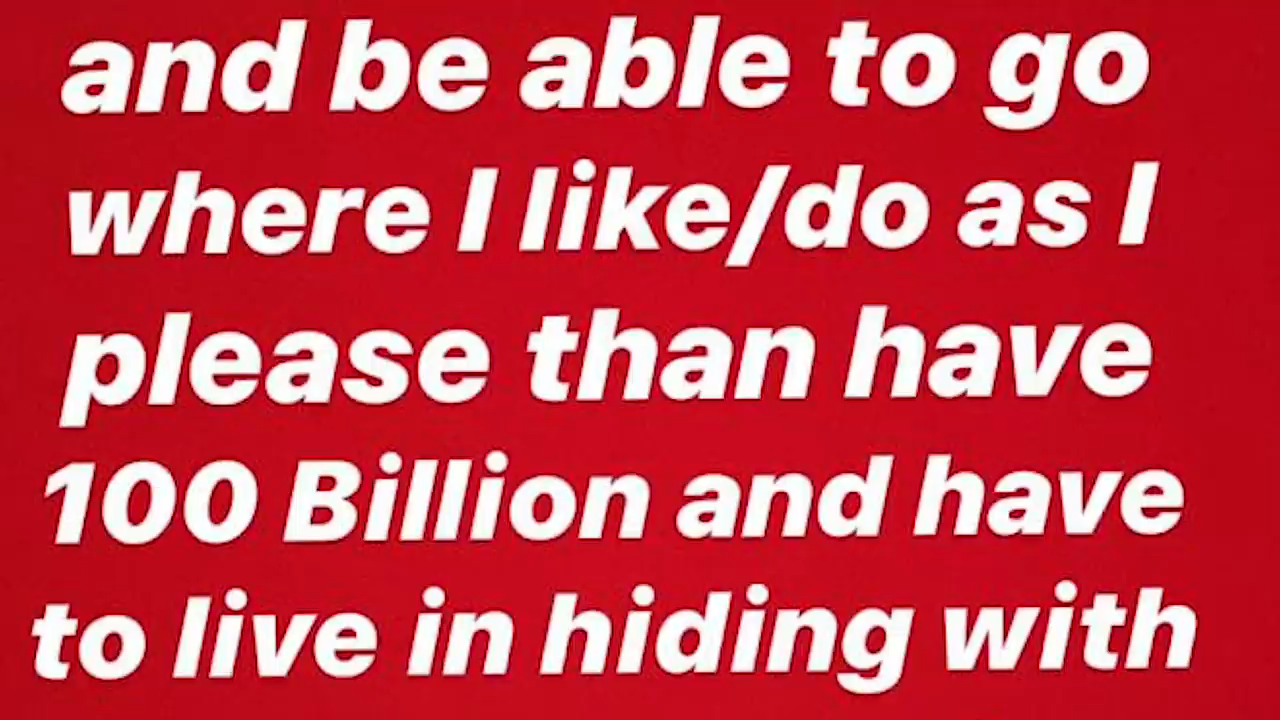 and be able to go
where I like/do as I
please than have
100 Billion and have
to live in hiding with